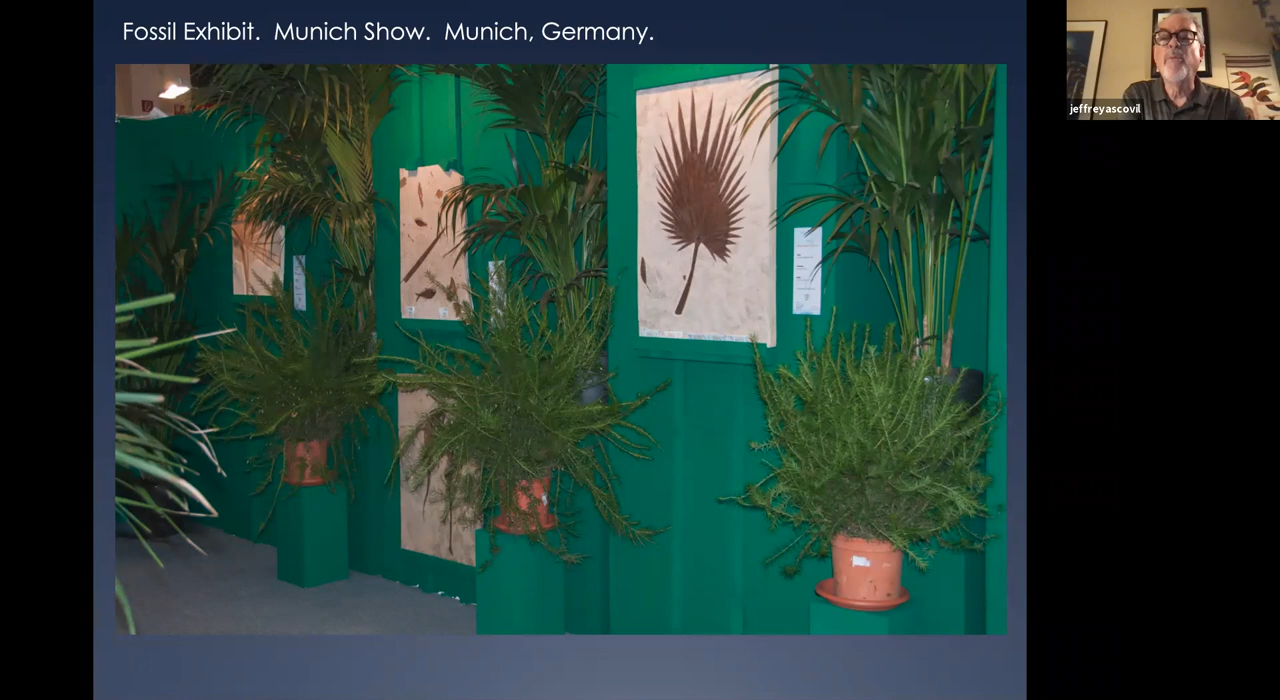 Fossil Exhibit.  Munich Show.  Munich, Germany.
jeffreyascovil